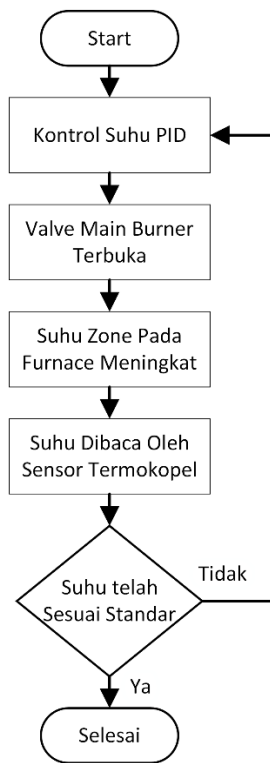 Start
Kontrol Suhu PID
Valve Main Burner
Terbuka
Suhu Zone Pada
Furnace Meningkat
Suhu Dibaca Oleh
Sensor Termokopel
Suhu telah
Sesuai Standar
Tidak
Ya
Selesai